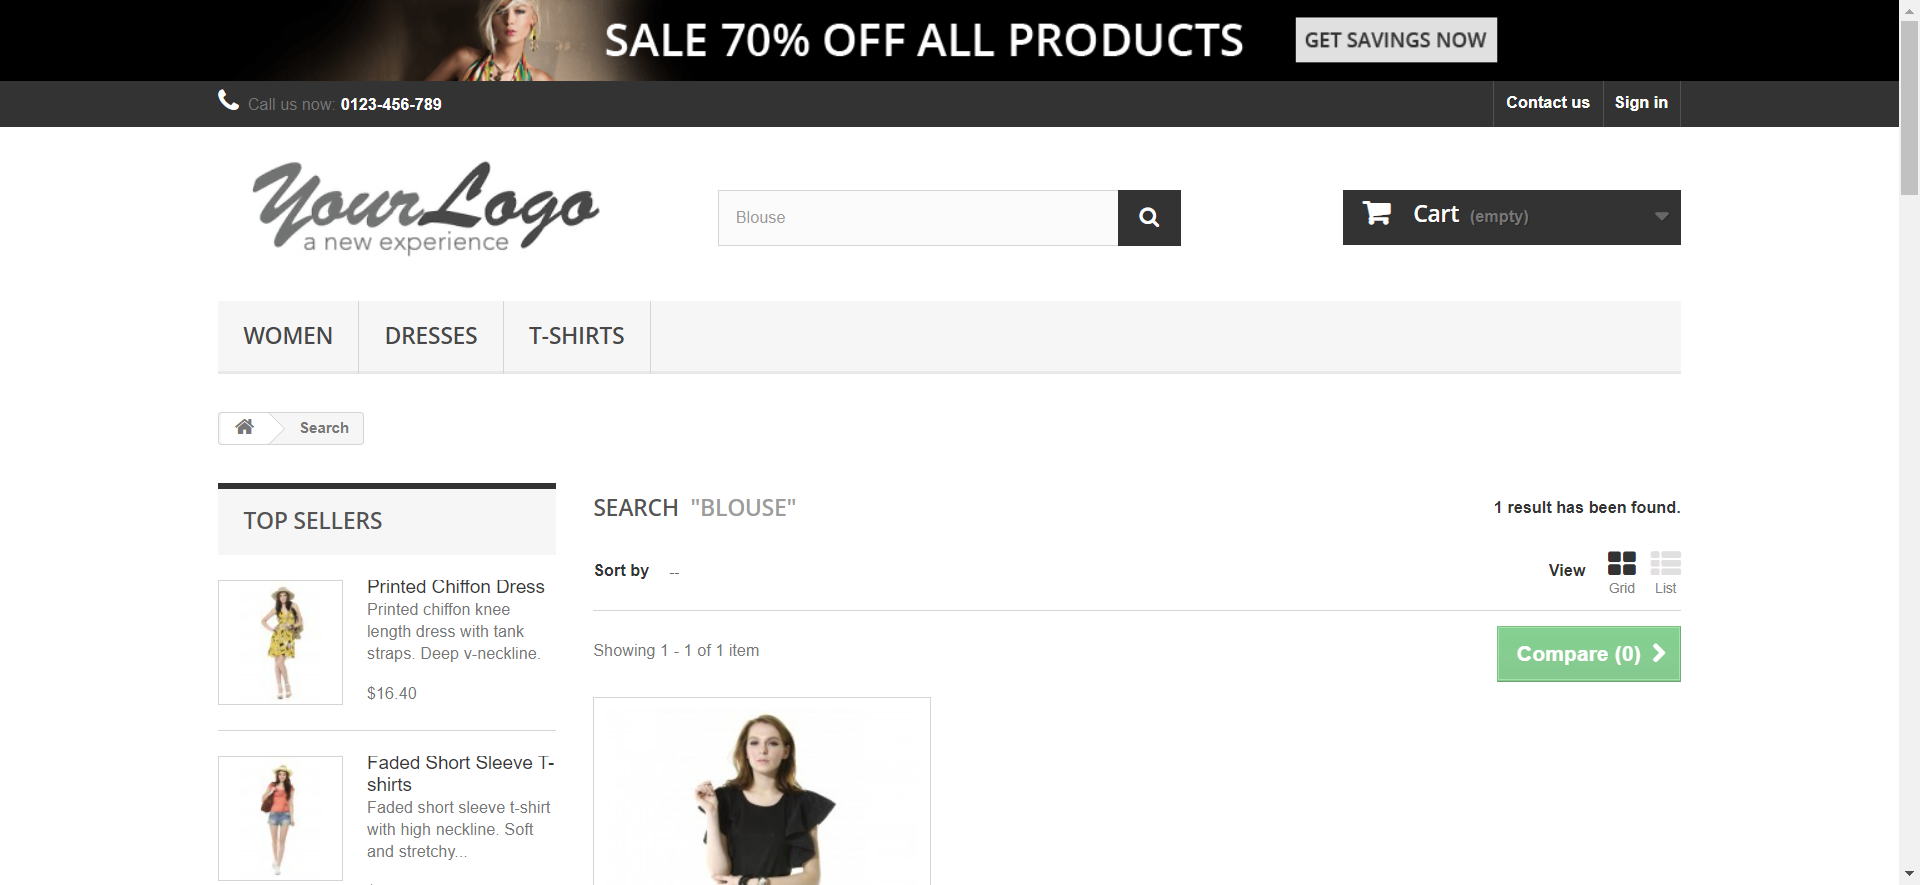 SALE 70% OFF ALL PRODUCTS
GET SAVINGS NOW
Call us now: 0123-456-789
Contact us
Sign in
Your Logo
a new experience
Blouse
Cart (empty)
WOMEN
DRESSES
T-SHIRTS
Search
TOP SELLERS
Printed Chiffon Dress
Printed chiffon knee
length dress with tank
straps. Deep v-neckline.
$16.40
Faded Short Sleeve T-
shirts
Faded short sleeve t-shirt
with high neckline. Soft
and stretchy...
SEARCH "BLOUSE"
1 result has been found.
Sort by --
View
Grid
List
Showing 1 - 1 of 1 item
Compare (0)